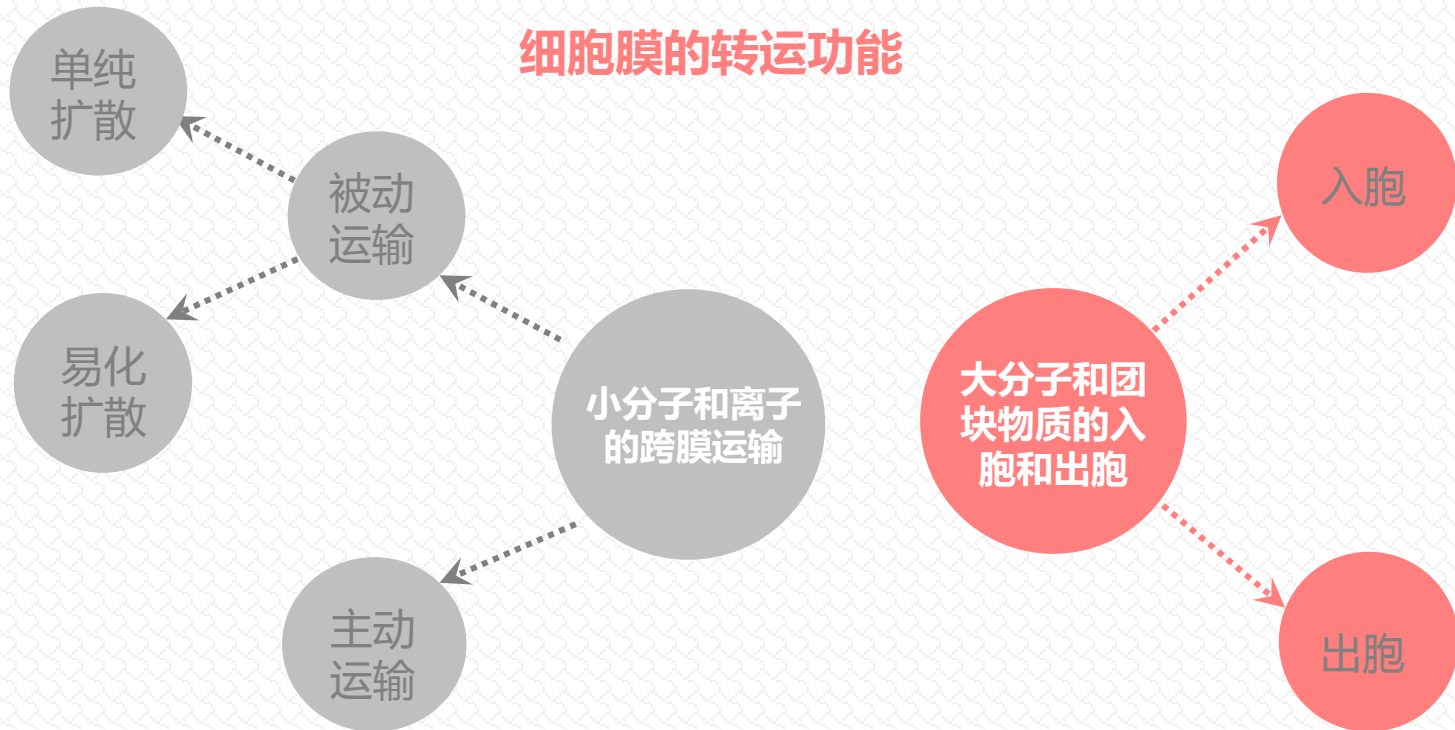 细胞膜的转运功能
单纯
扩散
被动
运输
易化
扩散
小分子和离子
的跨膜运输
主动
运输
大分子和团
块物质的入
胞和出胞
入胞
出胞